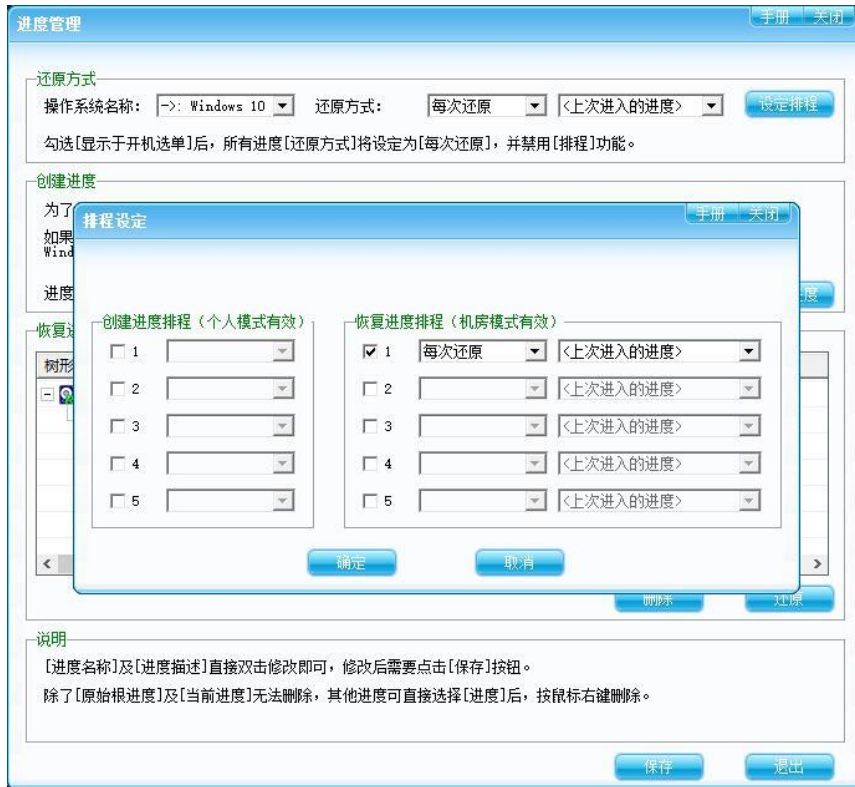 进度管理
手册 关闭
还原方式
操作系统名称: ->: Windows 10 还原方式: 每次还原 <上次进入的进度> 设定排程
勾选[显示于开机选单]后,所有进度[还原方式]将设定为[每次还原],并禁用[排程]功能。
创建进度
为了
如果
Wind
进度
度
恢复进
树形
排程设定
手册 关闭
创建进度排程(个人模式有效)
1
2
3
4
5
恢复进度排程(机房模式有效)
1 每次还原 <上次进入的进度>
2 <上次进入的进度>
3 <上次进入的进度>
4 <上次进入的进度>
5 <上次进入的进度>
确定 取消
删除 还原
说明
[进度名称]及[进度描述]直接双击修改即可,修改后需要点击[保存]按钮。
除了[原始根进度]及[当前进度]无法删除,其他进度可直接选择[进度]后,按鼠标右键删除。
保存 退出